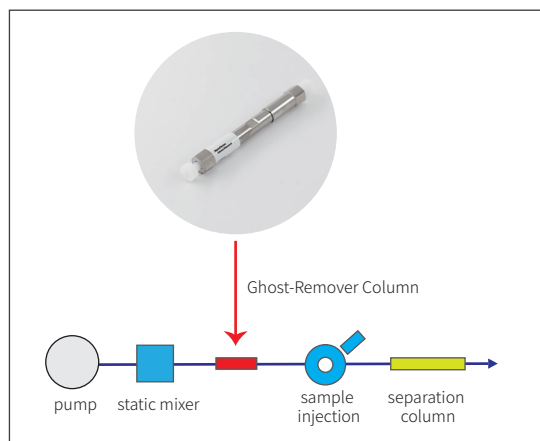 Ghost-Remover Column
pump
static mixer
sample
injection
separation
column